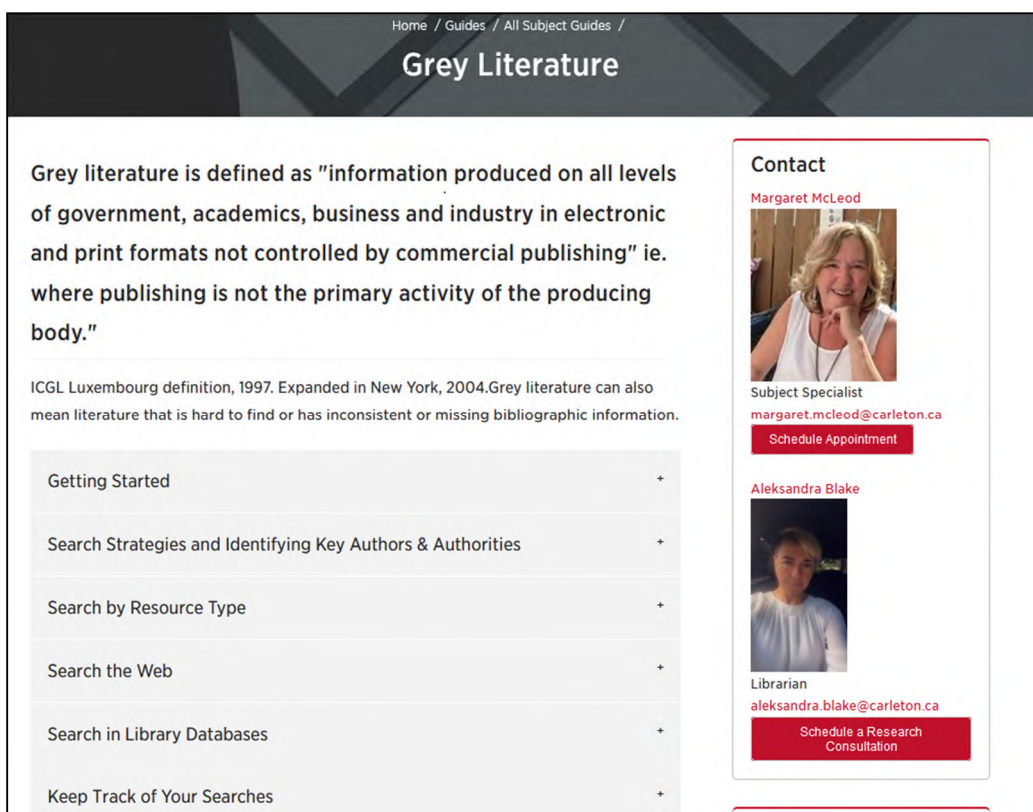 Home / Guides / All Subject Guides /
Grey Literature
Grey literature is defined as "information produced on all levels
of government, academics, business and industry in electronic
and print formats not controlled by commercial publishing" ie.
where publishing is not the primary activity of the producing
body."
ICGL Luxembourg definition, 1997. Expanded in New York, 2004.Grey literature can also
mean literature that is hard to find or has inconsistent or missing bibliographic information.
Getting Started +
Search Strategies and Identifying Key Authors & Authorities +
Search by Resource Type +
Search the Web +
Search in Library Databases +
Keep Track of Your Searches +
Contact
Margaret McLeod
Subject Specialist
margaret.mcleod@carleton.ca
Schedule Appointment
Aleksandra Blake
Librarian
aleksandra.blake@carleton.ca
Schedule a Research
Consultation